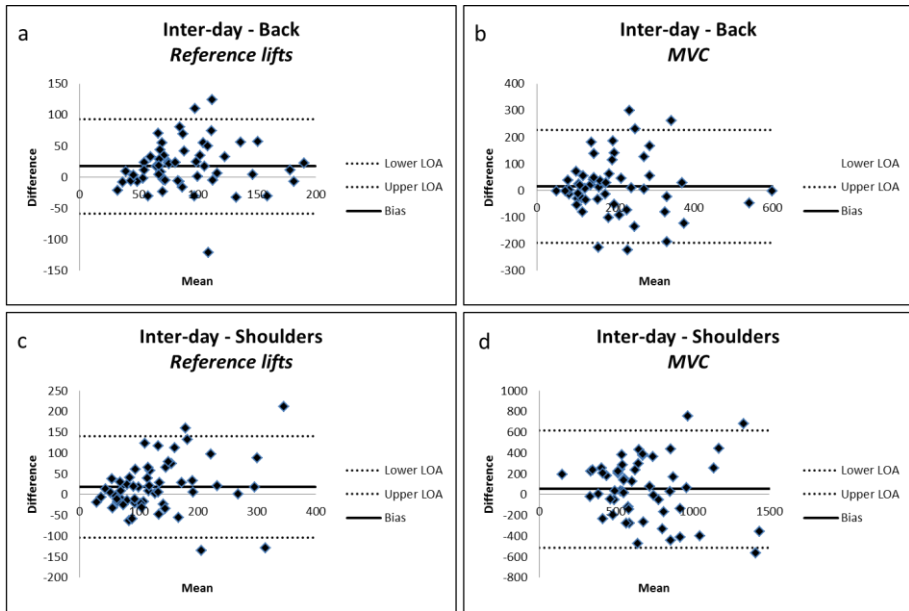 a
Inter-day - Back
Reference lifts
150
100
50
0
-50
-100
-150
0
50
100
150
200
Difference
Mean
Lower LOA
Upper LOA
Bias
b
Inter-day - Back
MVC
400
300
200
100
0
-100
-200
-300
0
200
400
600
Difference
Mean
Lower LOA
Upper LOA
Bias
c
Inter-day - Shoulders
Reference lifts
250
200
150
100
50
0
-50
-100
-150
-200
0
100
200
300
400
Difference
Mean
Lower LOA
Upper LOA
Bias
d
Inter-day - Shoulders
MVC
1000
800
600
400
200
0
-200
-400
-600
-800
0
500
1000
1500
Difference
Mean
Lower LOA
Upper LOA
Bias